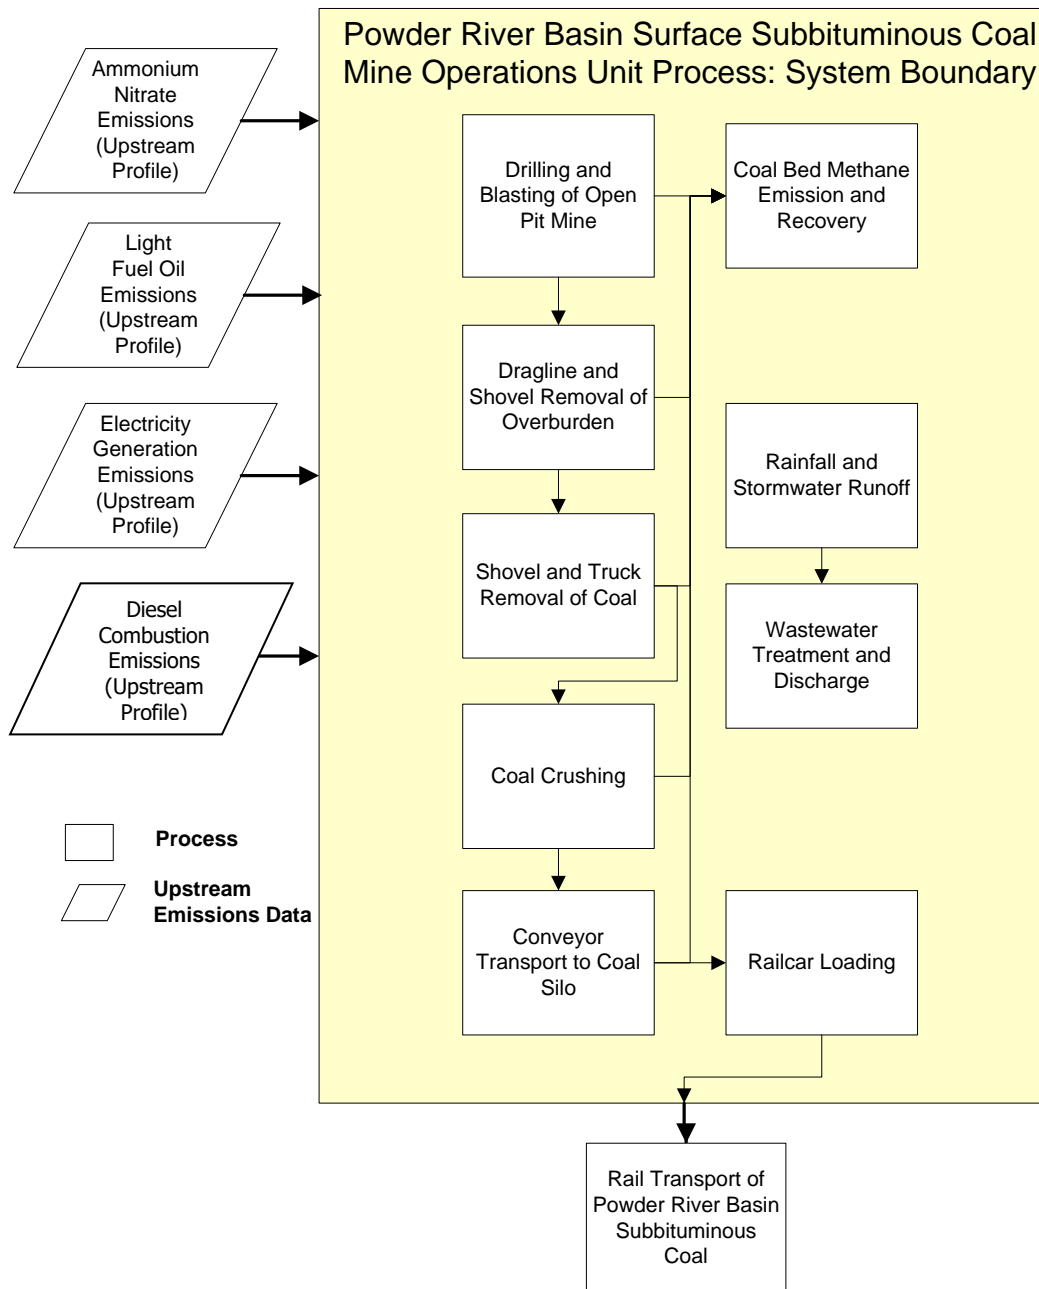 Powder River Basin Surface Subbituminous Coal
Mine Operations Unit Process: System Boundary
Ammonium
Nitrate
Emissions
(Upstream
Profile)
Light
Fuel Oil
Emissions
(Upstream
Profile)
Electricity
Generation
Emissions
(Upstream
Profile)
Diesel
Combustion
Emissions
(Upstream
Profile)
Process
Upstream
Emissions Data
Drilling and
Blasting of Open
Pit Mine
Coal Bed Methane
Emission and
Recovery
Dragline and
Shovel Removal of
Overburden
Rainfall and
Stormwater Runoff
Shovel and Truck
Removal of Coal
Wastewater
Treatment and
Discharge
Coal Crushing
Conveyor
Transport to Coal
Silo
Railcar Loading
Rail Transport of
Powder River Basin
Subbituminous
Coal